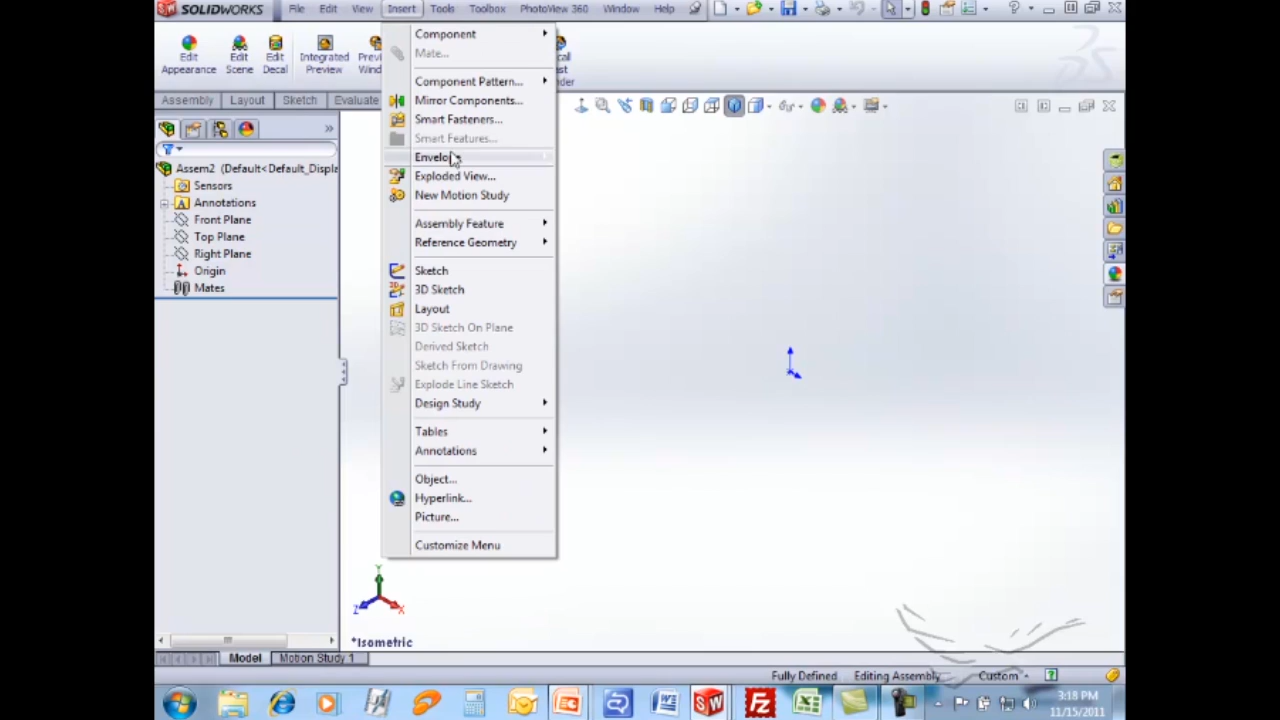 SOLIDWORKS File Edit View Insert Tools Toolbox PhotoView 360 Window Help
Edit Appearance
Edit Scene
Edit Decal
Integrated Preview
Assembly Layout Sketch Evaluate
Assem2 (Default<Default_Displa
Sensors
Annotations
Front Plane
Top Plane
Right Plane
Origin
Mates
Component
Mate...
Component Pattern...
Mirror Components...
Smart Fasteners...
Smart Features...
Exploded View...
New Motion Study
Assembly Feature
Reference Geometry
Sketch
3D Sketch
Layout
3D Sketch On Plane
Derived Sketch
Sketch From Drawing
Explode Line Sketch
Design Study
Tables
Annotations
Object...
Hyperlink...
Picture...
Customize Menu
Y
Z X
*Isometric
Model Motion Study 1
Fully Defined Editing Assembly Custom
3:18 PM
11/15/2011